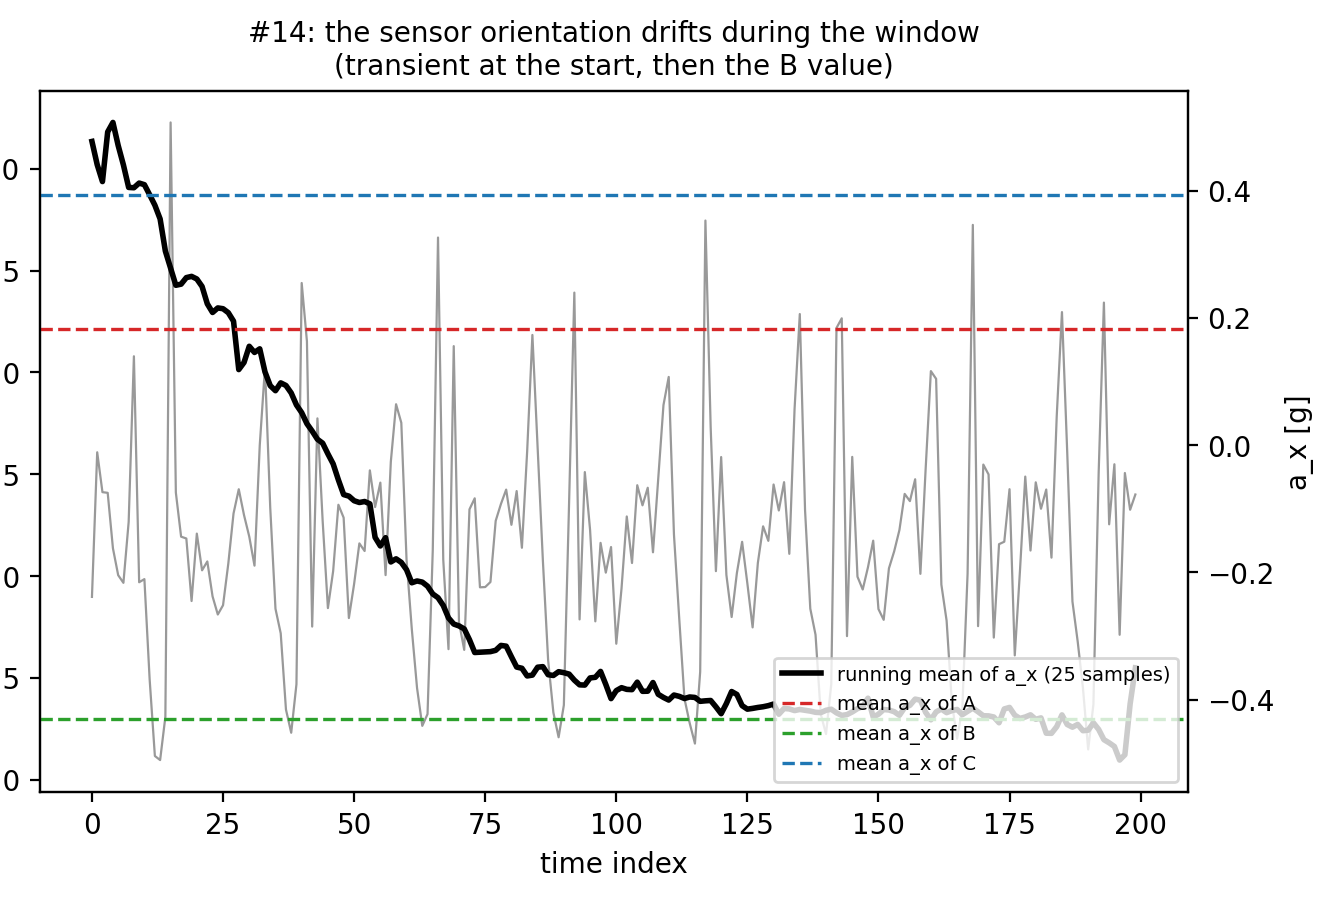 #14: the sensor orientation drifts during the window
(transient at the start, then the B value)
0
5
0
5
0
5
0
0.4
0.2
0.0
−0.2
−0.4
a_x [g]
running mean of a_x (25 samples)
mean a_x of A
mean a_x of B
mean a_x of C
0 25 50 75 100 125 150 175 200
time index